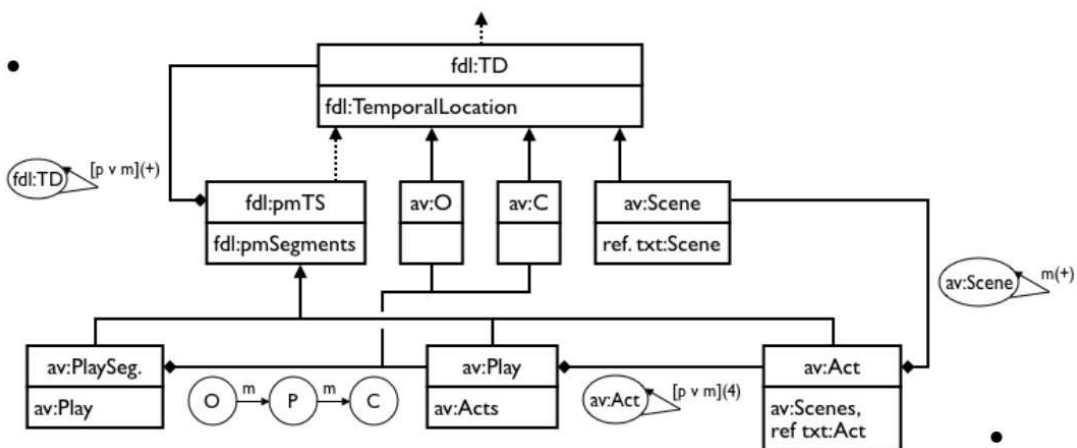 fdl:TD
fdl:TemporalLocation
fdl:TD
[p v m](+)
fdl:pmTS
fdl:pmSegments
av:O
av:C
av:Scene
ref. txt:Scene
av:Scene
m(+)
av:PlaySeg.
av:Play
O
m
P
m
C
av:Play
av:Acts
av:Act
[p v m](4)
av:Act
av:Scenes,
ref txt:Act